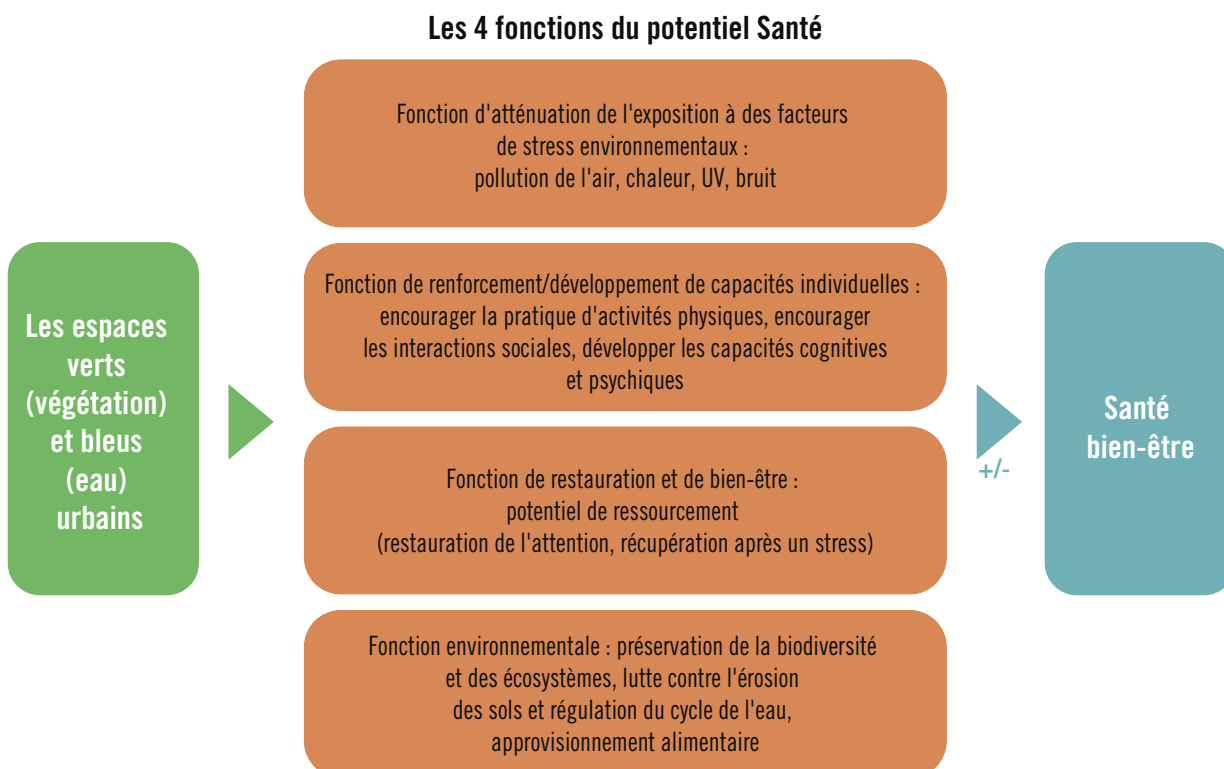 Les 4 fonctions du potentiel Santé
Fonction d'atténuation de l'exposition à des facteurs
de stress environnementaux :
pollution de l'air, chaleur, UV, bruit
Fonction de renforcement/développement de capacités individuelles :
encourager la pratique d'activités physiques, encourager
les interactions sociales, développer les capacités cognitives
et psychiques
Fonction de restauration et de bien-être :
potentiel de ressourcement
(restauration de l'attention, récupération après un stress)
Fonction environnementale : préservation de la biodiversité
et des écosystèmes, lutte contre l'érosion
des sols et régulation du cycle de l'eau,
approvisionnement alimentaire
Les espaces
verts
(végétation)
et bleus
(eau)
urbains
+/-
Santé
bien-être